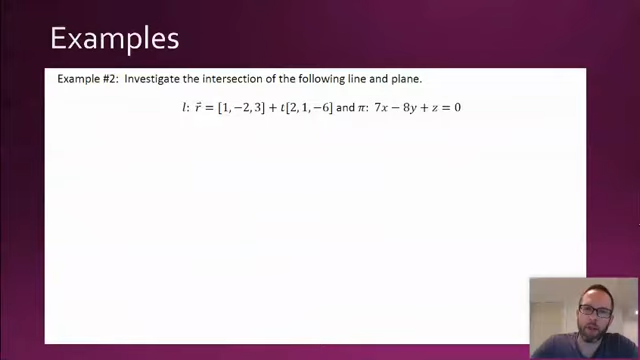 Examples
Example #2:  Investigate the intersection of the following line and plane.
l: r⃗ = [1, −2, 3] + t[2, 1, −6] and π: 7x − 8y + z = 0